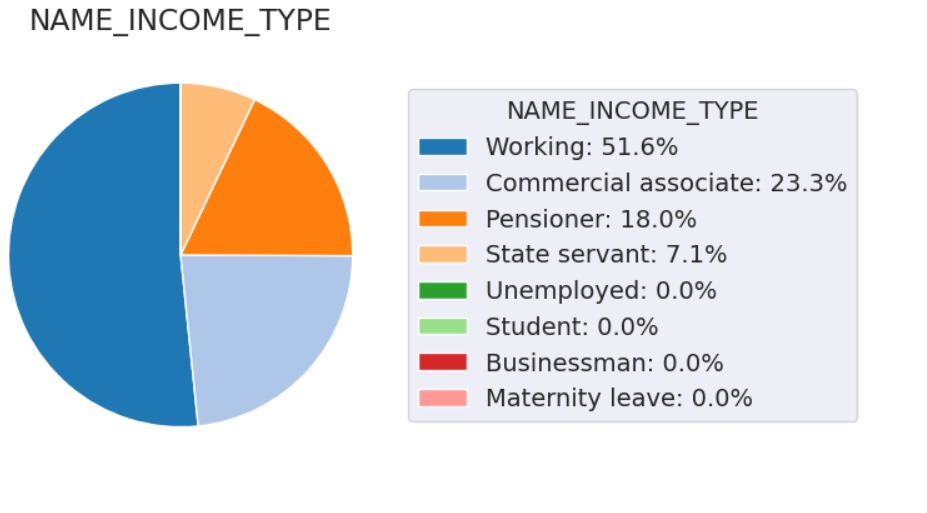 NAME_INCOME_TYPE
NAME_INCOME_TYPE
Working: 51.6%
Commercial associate: 23.3%
Pensioner: 18.0%
State servant: 7.1%
Unemployed: 0.0%
Student: 0.0%
Businessman: 0.0%
Maternity leave: 0.0%